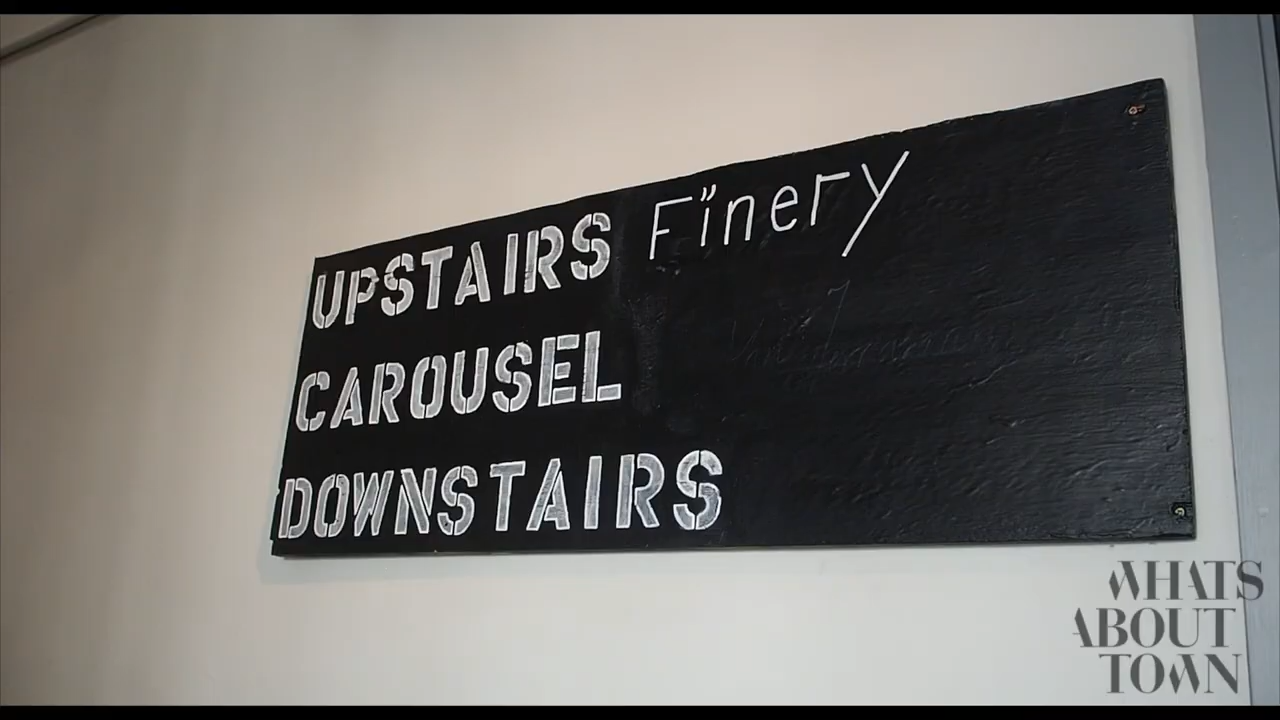 UPSTAIRS Finery
CAROUSEL
DOWNSTAIRS
WHATS
ABOUT
TOWN